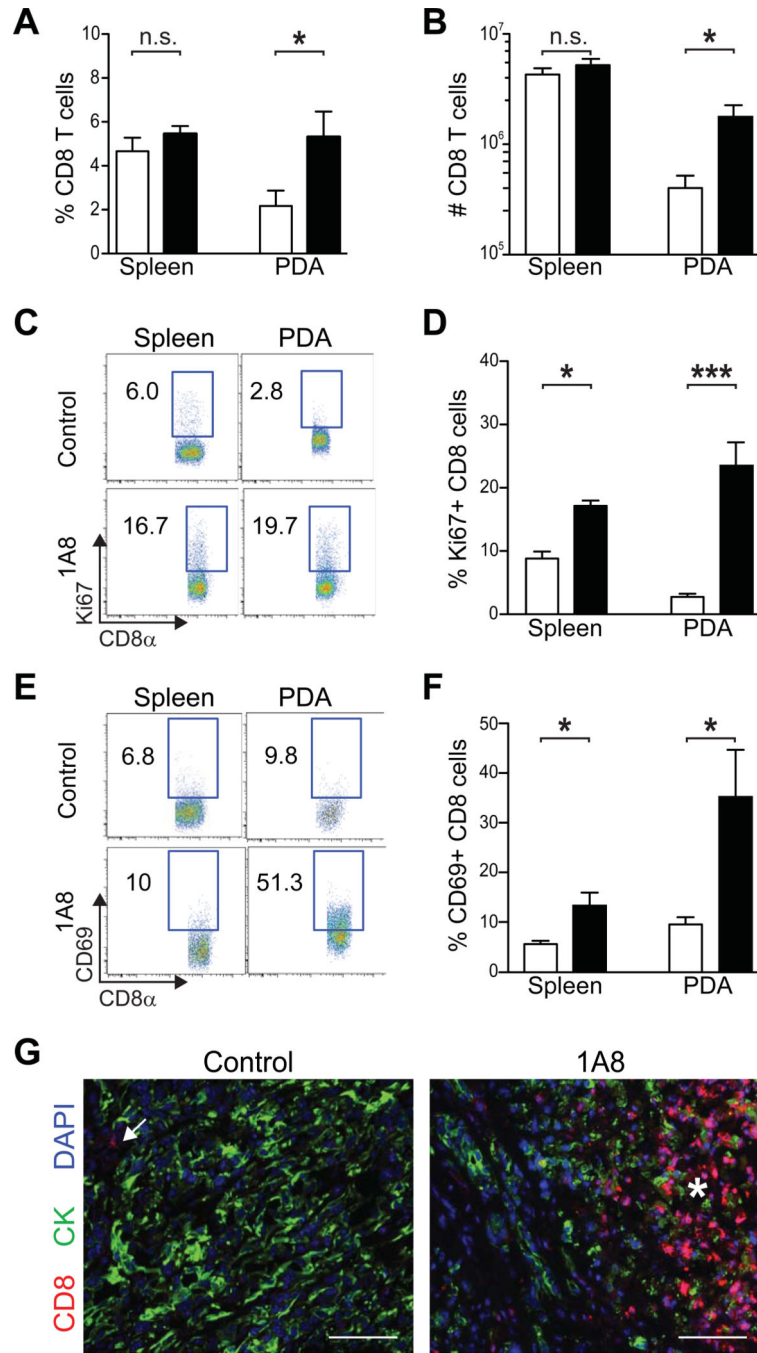 A
n.s. *
% CD8 T cells
10
8
6
4
2
0
Spleen PDA
B
n.s. *
# CD8 T cells
10⁷
10⁶
10⁵
Spleen PDA
C
Spleen PDA
Control
6.0 2.8
1A8
16.7 19.7
Ki67
CD8α
D
* ***
% Ki67+ CD8 cells
40
30
20
10
0
Spleen PDA
E
Spleen PDA
Control
6.8 9.8
1A8
10 51.3
CD69
CD8α
F
* *
% CD69+ CD8 cells
50
40
30
20
10
0
Spleen PDA
G
Control 1A8
CD8 CK DAPI
*